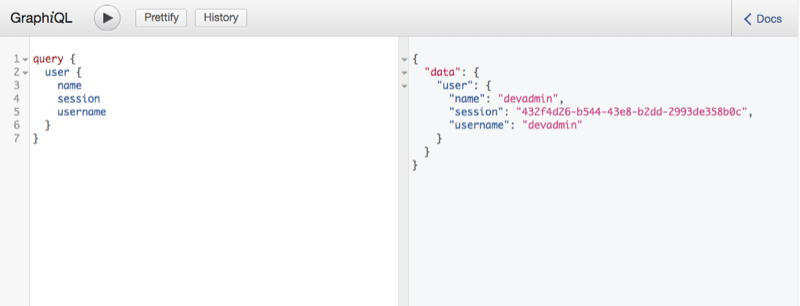 GraphiQL Prettify History Docs
1 query {
2 user {
3 name
4 session
5 username
6 }
7 }
{
"data": {
"user": {
"name": "devadmin",
"session": "432f4d26-b544-43e8-b2dd-2993de358b0c",
"username": "devadmin"
}
}
}